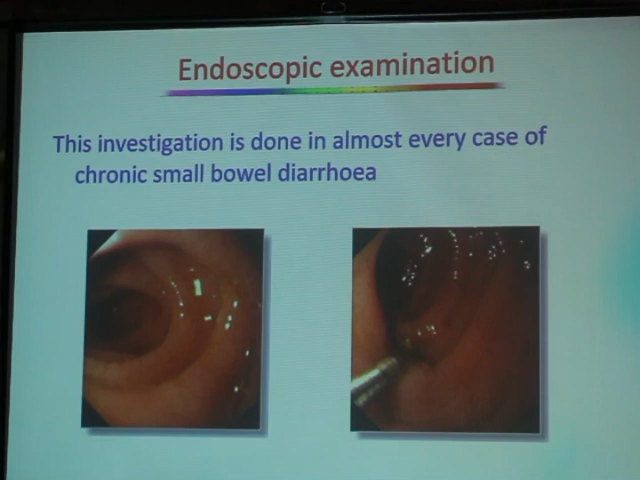 Endoscopic examination
This investigation is done in almost every case of
chronic small bowel diarrhoea